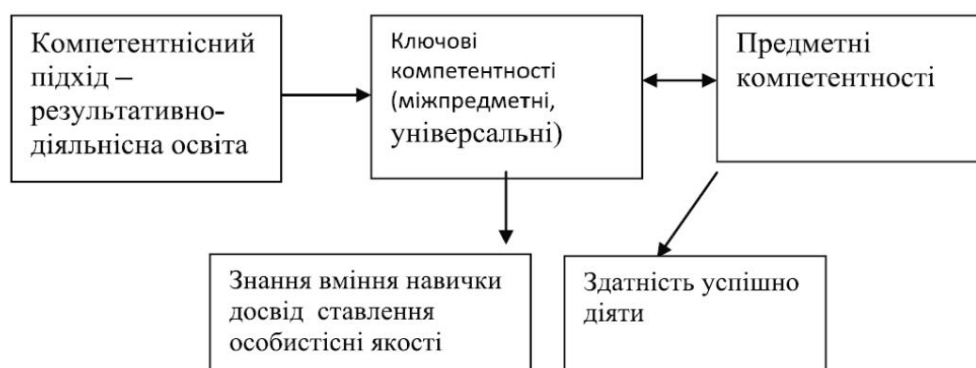 Компетентнісний
підхід –
результативно-
діяльнісна освіта
Ключові
компетентності
(міжпредметні,
універсальні)
Предметні
компетентності
Знання вміння навички
досвід ставлення
особистісні якості
Здатність успішно
діяти